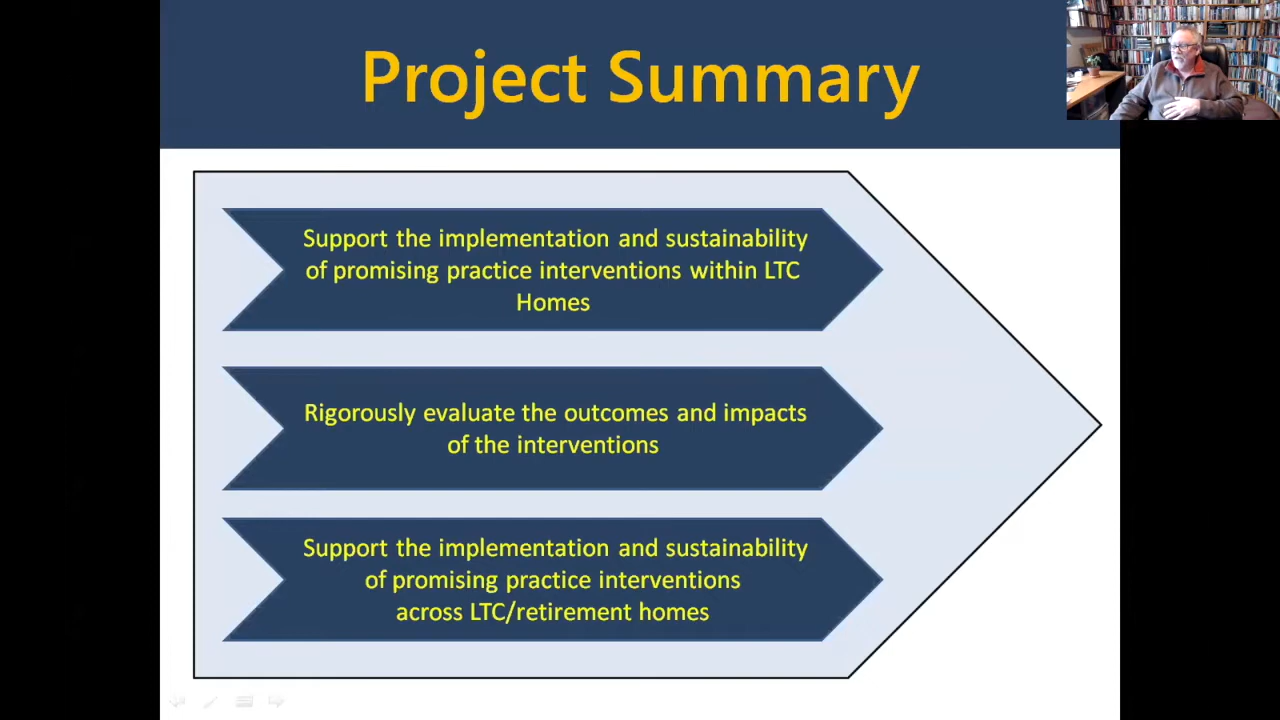 Project Summary
Support the implementation and sustainability
of promising practice interventions within LTC
Homes
Rigorously evaluate the outcomes and impacts
of the interventions
Support the implementation and sustainability
of promising practice interventions
across LTC/retirement homes